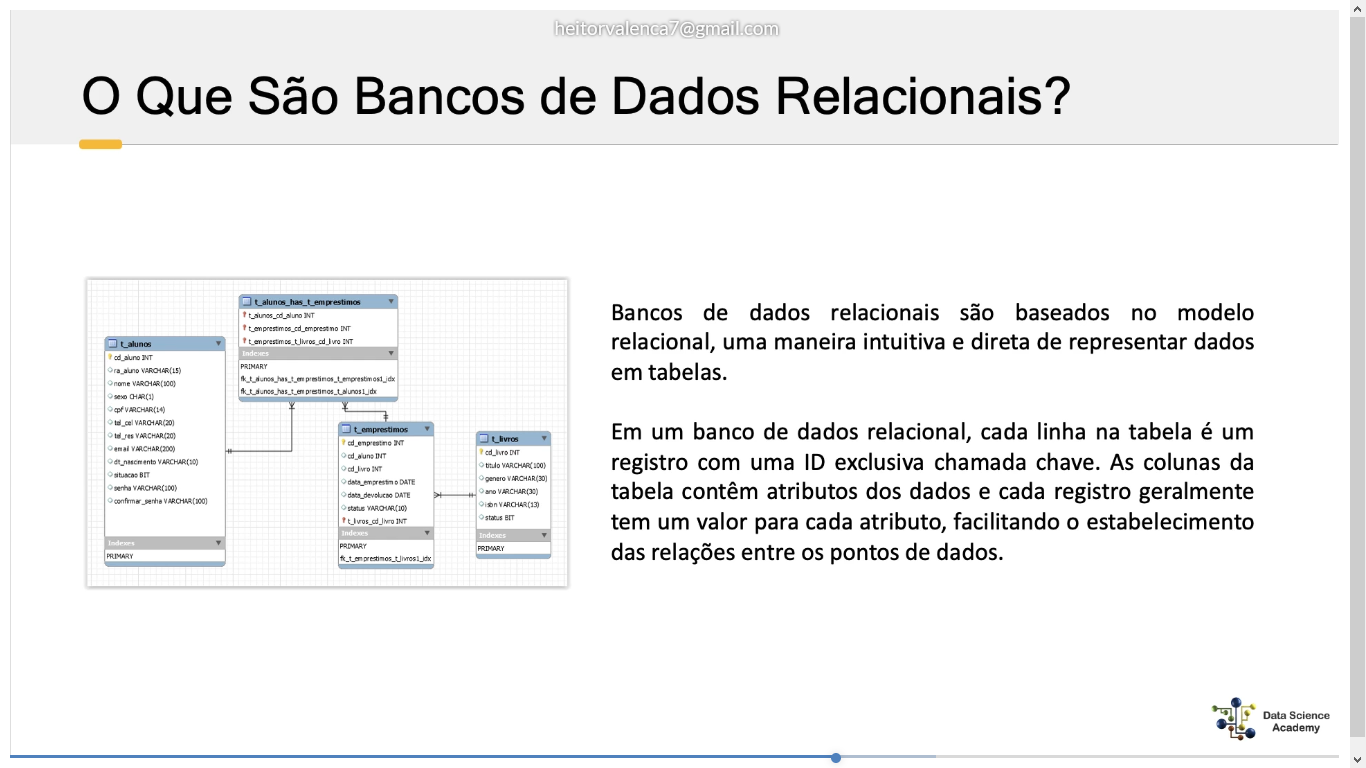 heitorvalenca7@gmail.com
O Que São Bancos de Dados Relacionais?
t_alunos
cd_aluno INT
ra_aluno VARCHAR(15)
nome VARCHAR(100)
sexo CHAR(1)
cpf VARCHAR(14)
tel_cel VARCHAR(20)
tel_res VARCHAR(20)
email VARCHAR(200)
dt_nascimento VARCHAR(10)
situacao BIT
senha VARCHAR(100)
confirmar_senha VARCHAR(100)
Indexes
PRIMARY
t_alunos_has_t_emprestimos
t_alunos_cd_aluno INT
t_emprestimos_cd_emprestimo INT
t_emprestimos_t_livros_cd_livro INT
Indexes
PRIMARY
fk_t_alunos_has_t_emprestimos_t_emprestimos1_idx
fk_t_alunos_has_t_emprestimos_t_alunos1_idx
t_emprestimos
cd_emprestimo INT
cd_aluno INT
cd_livro INT
data_emprestimo DATE
data_devolucao DATE
status VARCHAR(10)
t_livros_cd_livro INT
Indexes
PRIMARY
fk_t_emprestimos_t_livros1_idx
t_livros
cd_livro INT
titulo VARCHAR(100)
genero VARCHAR(30)
ano VARCHAR(30)
isbn VARCHAR(13)
status BIT
Indexes
PRIMARY
Bancos de dados relacionais são baseados no modelo
relacional, uma maneira intuitiva e direta de representar dados
em tabelas.
Em um banco de dados relacional, cada linha na tabela é um
registro com uma ID exclusiva chamada chave. As colunas da
tabela contêm atributos dos dados e cada registro geralmente
tem um valor para cada atributo, facilitando o estabelecimento
das relações entre os pontos de dados.
Data Science
Academy